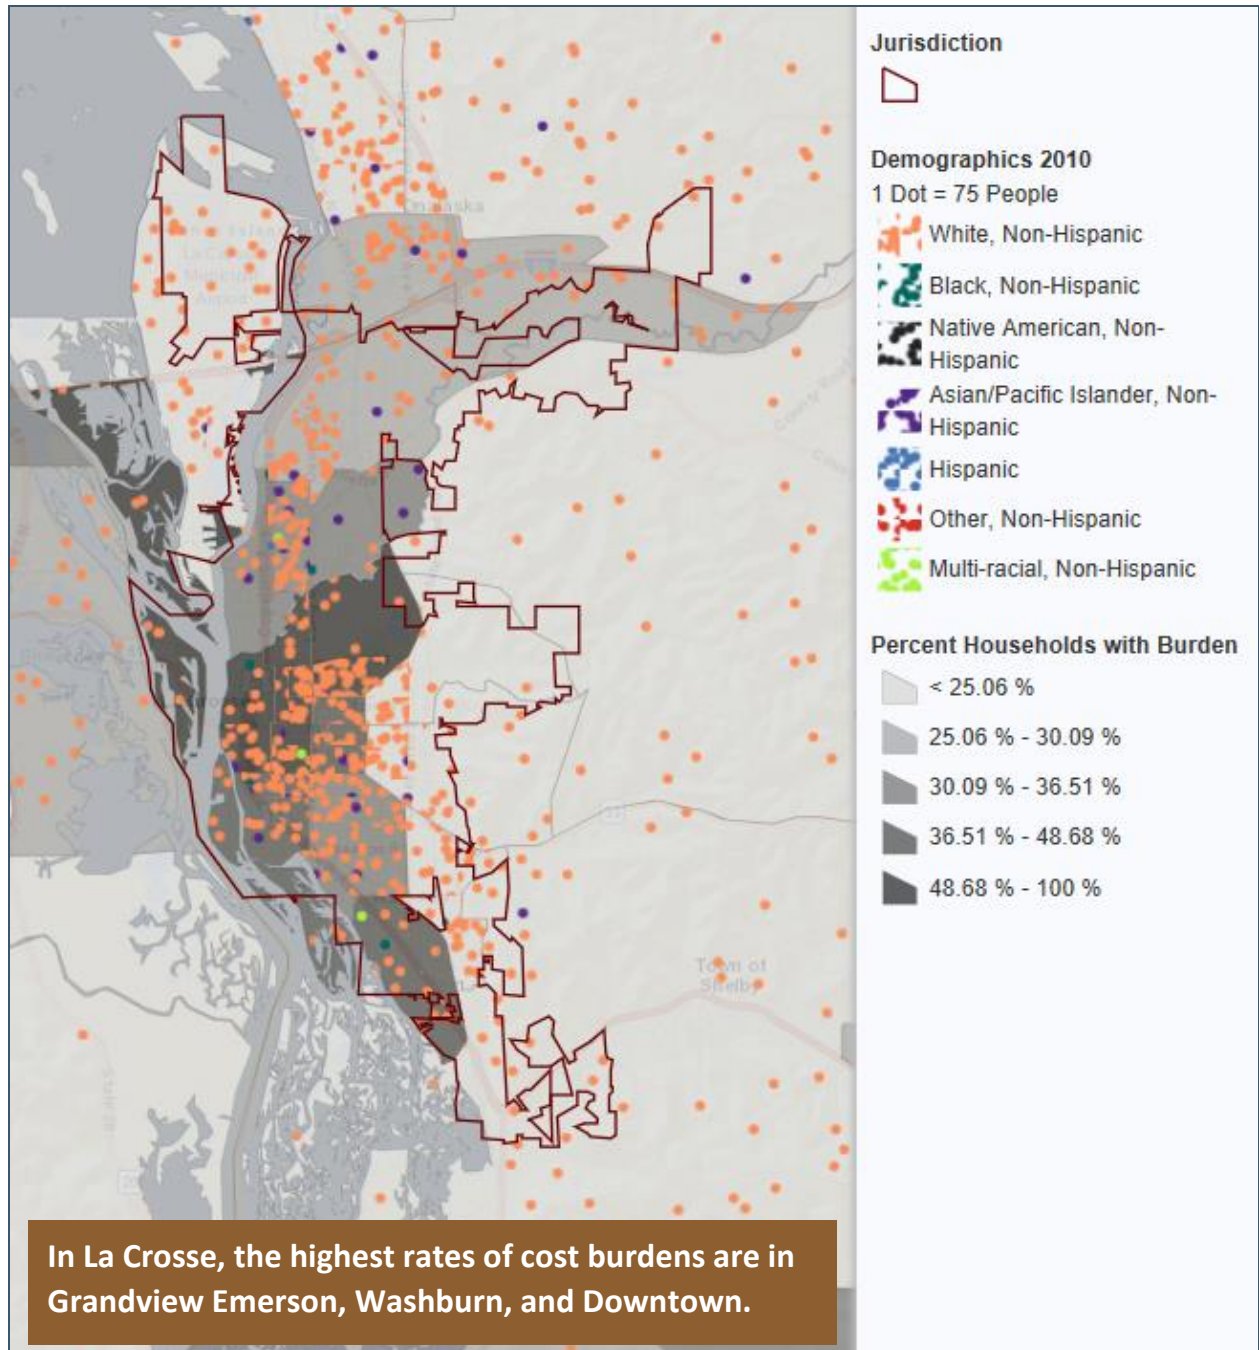 Jurisdiction
Demographics 2010
1 Dot = 75 People
White, Non-Hispanic
Black, Non-Hispanic
Native American, Non-
Hispanic
Asian/Pacific Islander, Non-
Hispanic
Hispanic
Other, Non-Hispanic
Multi-racial, Non-Hispanic
Percent Households with Burden
< 25.06 %
25.06 % - 30.09 %
30.09 % - 36.51 %
36.51 % - 48.68 %
48.68 % - 100 %
Town of
Shelby
In La Crosse, the highest rates of cost burdens are in
Grandview Emerson, Washburn, and Downtown.